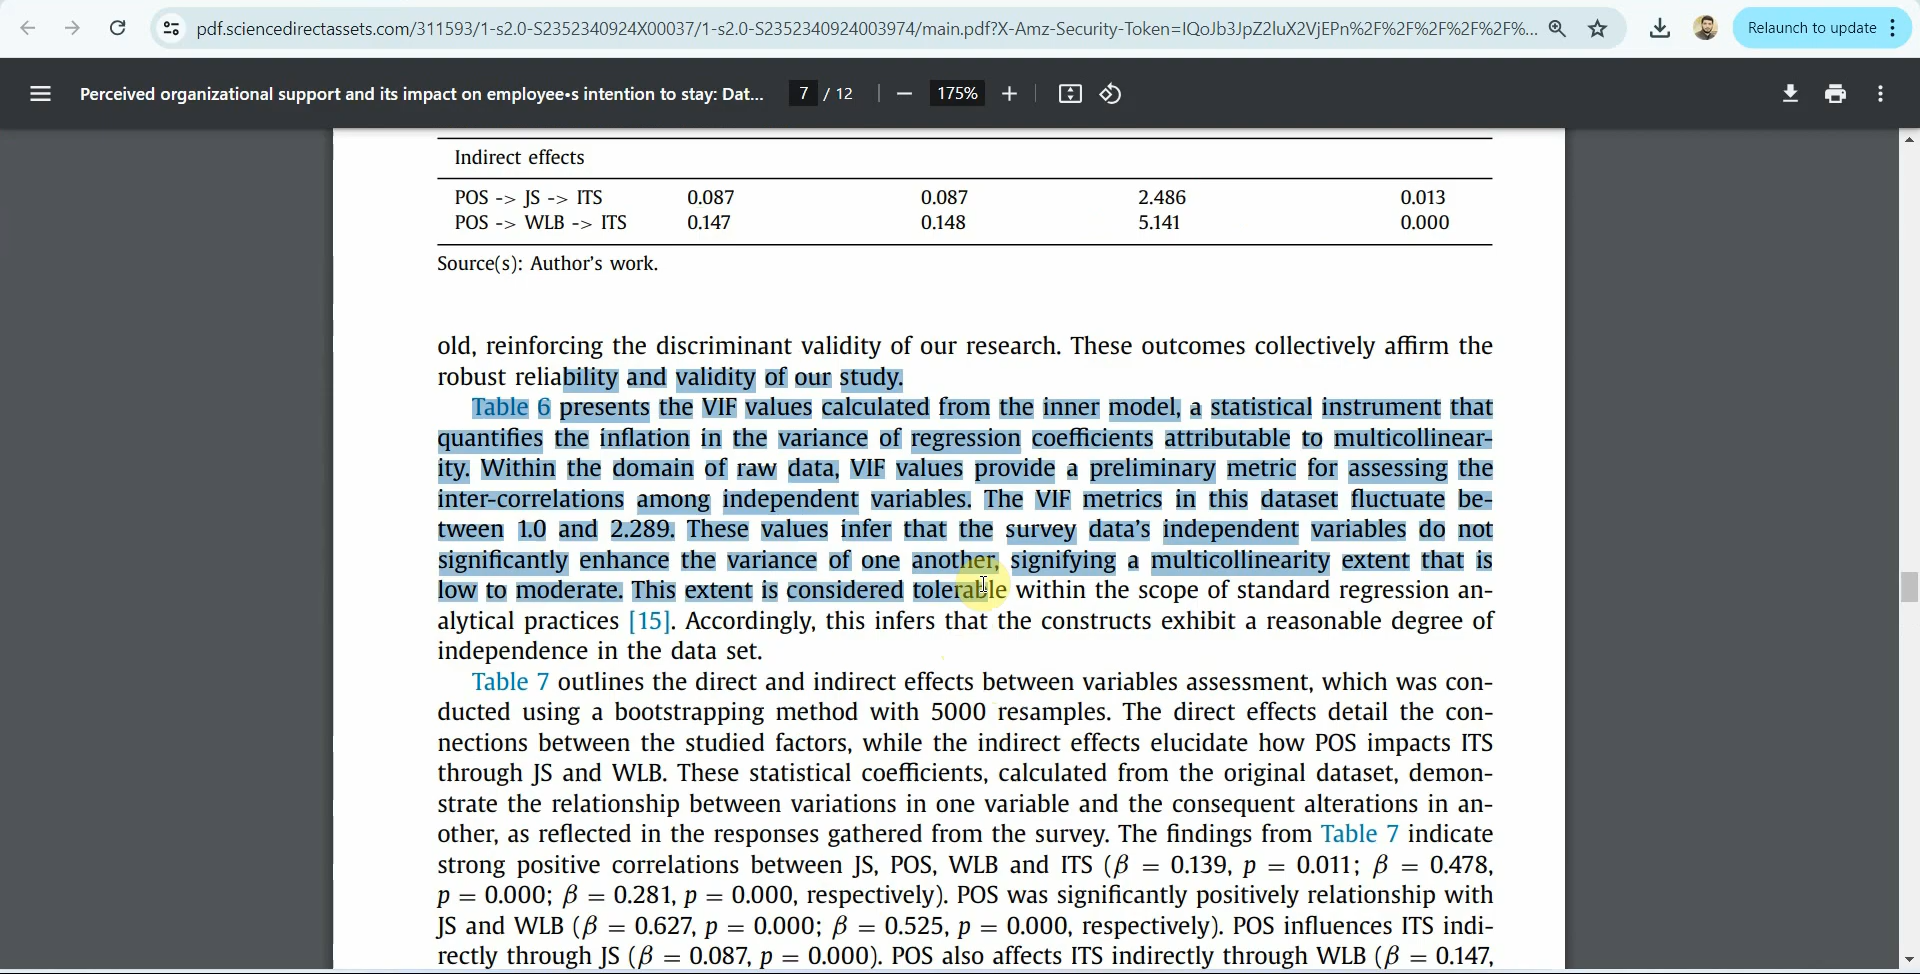 pdf.sciencedirectassets.com/311593/1-s2.0-S2352340924X00037/1-s2.0-S2352340924003974/main.pdf?X-Amz-Security-Token=IQoJb3JpZ2luX2VjEPn%2F%2F%2F%2F%2F%...
Relaunch to update
Perceived organizational support and its impact on employee•s intention to stay: Dat... 7 / 12 175%
Indirect effects
POS -> JS -> ITS 0.087 0.087 2.486 0.013
POS -> WLB -> ITS 0.147 0.148 5.141 0.000
Source(s): Author's work.
old, reinforcing the discriminant validity of our research. These outcomes collectively affirm the
robust reliability and validity of our study.
Table 6 presents the VIF values calculated from the inner model, a statistical instrument that
quantifies the inflation in the variance of regression coefficients attributable to multicollinear-
ity. Within the domain of raw data, VIF values provide a preliminary metric for assessing the
inter-correlations among independent variables. The VIF metrics in this dataset fluctuate be-
tween 1.0 and 2.289. These values infer that the survey data's independent variables do not
significantly enhance the variance of one another, signifying a multicollinearity extent that is
low to moderate. This extent is considered tolerable within the scope of standard regression an-
alytical practices [15]. Accordingly, this infers that the constructs exhibit a reasonable degree of
independence in the data set.
Table 7 outlines the direct and indirect effects between variables assessment, which was con-
ducted using a bootstrapping method with 5000 resamples. The direct effects detail the con-
nections between the studied factors, while the indirect effects elucidate how POS impacts ITS
through JS and WLB. These statistical coefficients, calculated from the original dataset, demon-
strate the relationship between variations in one variable and the consequent alterations in an-
other, as reflected in the responses gathered from the survey. The findings from Table 7 indicate
strong positive correlations between JS, POS, WLB and ITS (β = 0.139, p = 0.011; β = 0.478,
p = 0.000; β = 0.281, p = 0.000, respectively). POS was significantly positively relationship with
JS and WLB (β = 0.627, p = 0.000; β = 0.525, p = 0.000, respectively). POS influences ITS indi-
rectly through JS (β = 0.087, p = 0.000). POS also affects ITS indirectly through WLB (β = 0.147,